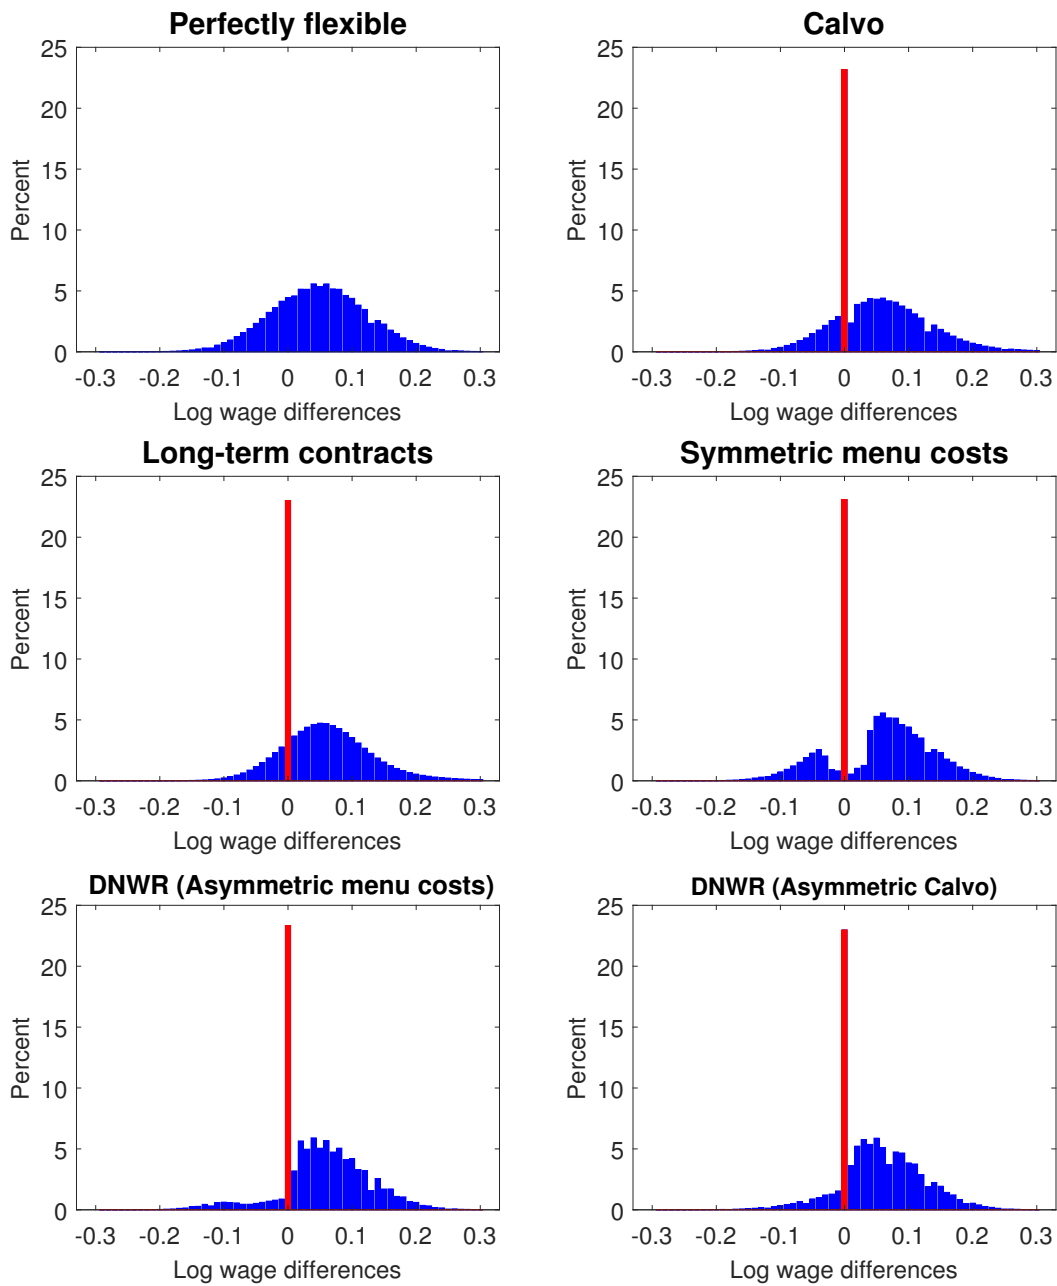 Perfectly flexible
25
20
15
10
5
0
Percent
-0.3 -0.2 -0.1 0 0.1 0.2 0.3
Log wage differences
Calvo
25
20
15
10
5
0
Percent
-0.3 -0.2 -0.1 0 0.1 0.2 0.3
Log wage differences
Long-term contracts
25
20
15
10
5
0
Percent
-0.3 -0.2 -0.1 0 0.1 0.2 0.3
Log wage differences
Symmetric menu costs
25
20
15
10
5
0
Percent
-0.3 -0.2 -0.1 0 0.1 0.2 0.3
Log wage differences
DNWR (Asymmetric menu costs)
25
20
15
10
5
0
Percent
-0.3 -0.2 -0.1 0 0.1 0.2 0.3
Log wage differences
DNWR (Asymmetric Calvo)
25
20
15
10
5
0
Percent
-0.3 -0.2 -0.1 0 0.1 0.2 0.3
Log wage differences